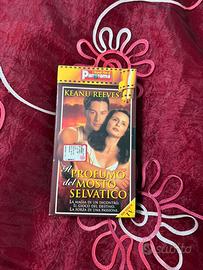 Panorama
KEANU REEVES
Il
PROFUMO
del MOSTO
SELVATICO
LA MAGIA DI UN INCONTRO.
IL GIOCO DEL DESTINO.
LA FORZA DI UNA PASSIONE.
subito